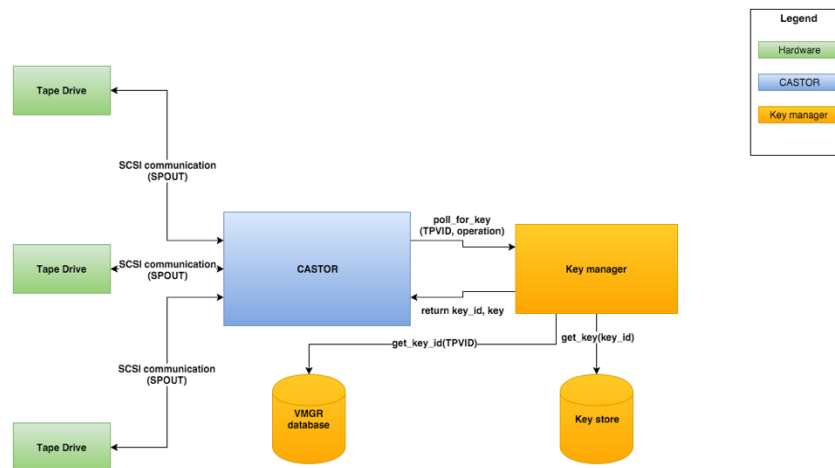 Legend
Hardware
CASTOR
Key manager
Tape Drive
SCSI communication
(SPOUT)
Tape Drive
SCSI communication
(SPOUT)
CASTOR
poll_for_key
(TPVID, operation)
Key manager
return key_id, key
get_key_id(TPVID)
get_key(key_id)
SCSI communication
(SPOUT)
VMGR
database
Key store
Tape Drive